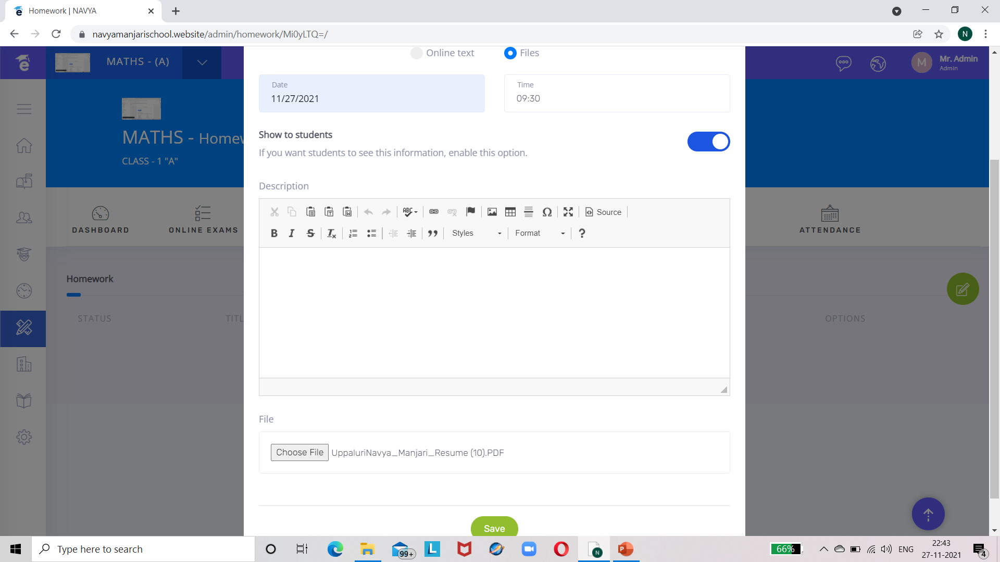 Homework | NAVYA
navyamanjarischool.website/admin/homework/Mi0yLTQ=/
N
MATHS - (A)
Online text
Files
M
Mr. Admin
Admin
Date
11/27/2021
Time
09:30
MATHS - Homew
CLASS - 1 "A"
Show to students
If you want students to see this information, enable this option.
Description
Source
DASHBOARD
ONLINE EXAMS
ATTENDANCE
Styles
Format
Homework
STATUS
TITL
OPTIONS
File
Choose File UppaluriNavya_Manjari_Resume (10).PDF
Save
Type here to search
99+
66%
ENG
22:43
27-11-2021
4